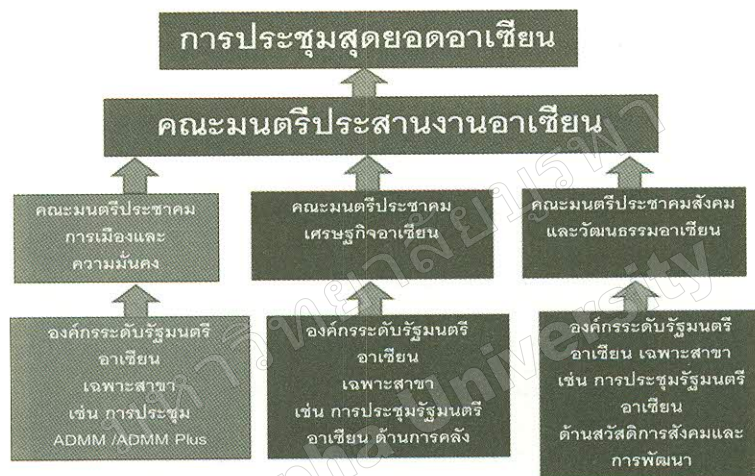 การประชุมสุดยอดอาเซียน
คณะมนตรีประสานงานอาเซียน
คณะมนตรีประชาคม
การเมืองและ
ความมั่นคง
คณะมนตรีประชาคม
เศรษฐกิจอาเซียน
คณะมนตรีประชาคมสังคม
และวัฒนธรรมอาเซียน
องค์กรระดับรัฐมนตรี
อาเซียน
เฉพาะสาขา
เช่น การประชุม
ADMM /ADMM Plus
องค์กรระดับรัฐมนตรี
อาเซียน
เฉพาะสาขา
เช่น การประชุมรัฐมนตรี
อาเซียน ด้านการคลัง
องค์กรระดับรัฐมนตรี
อาเซียน เฉพาะสาขา
เช่น การประชุมรัฐมนตรี
อาเซียน
ด้านสวัสดิการสังคมและ
การพัฒนา
มหาวิทยาลัยบูรพา
University